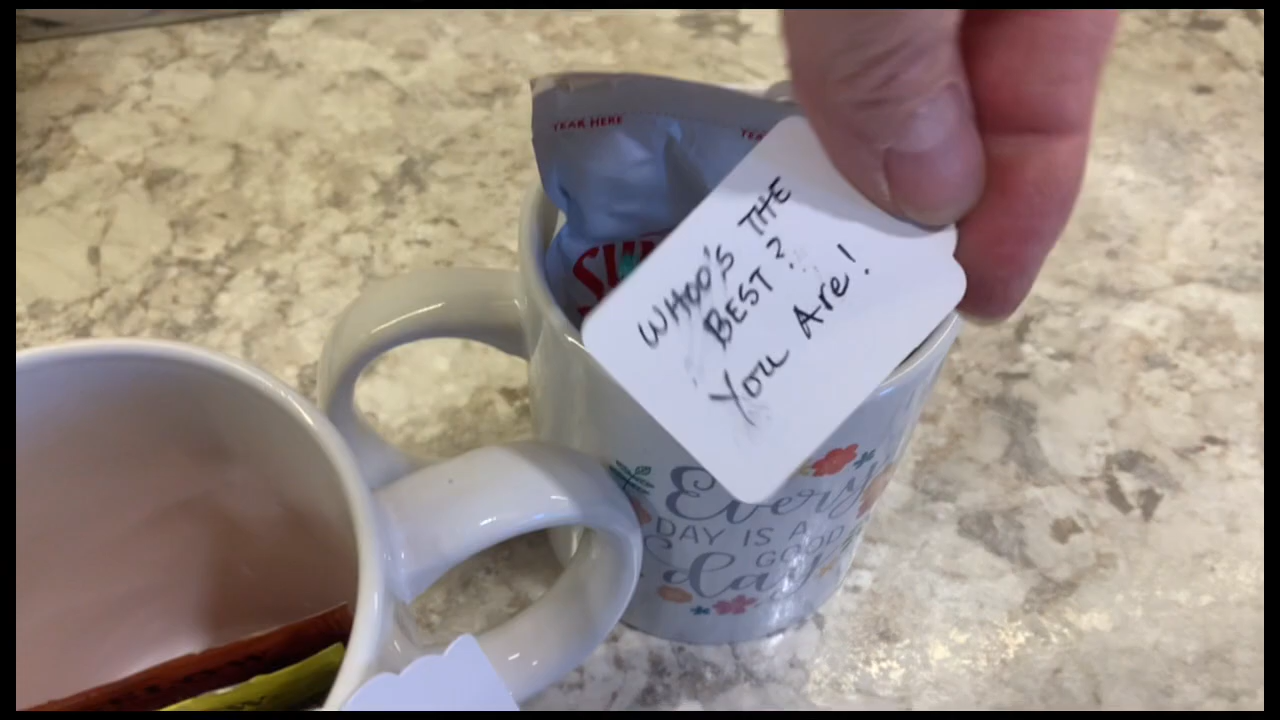 TEAR HERE
WHOO'S THE
BEST?
You Are!
Every
DAY IS A
GOOD
day